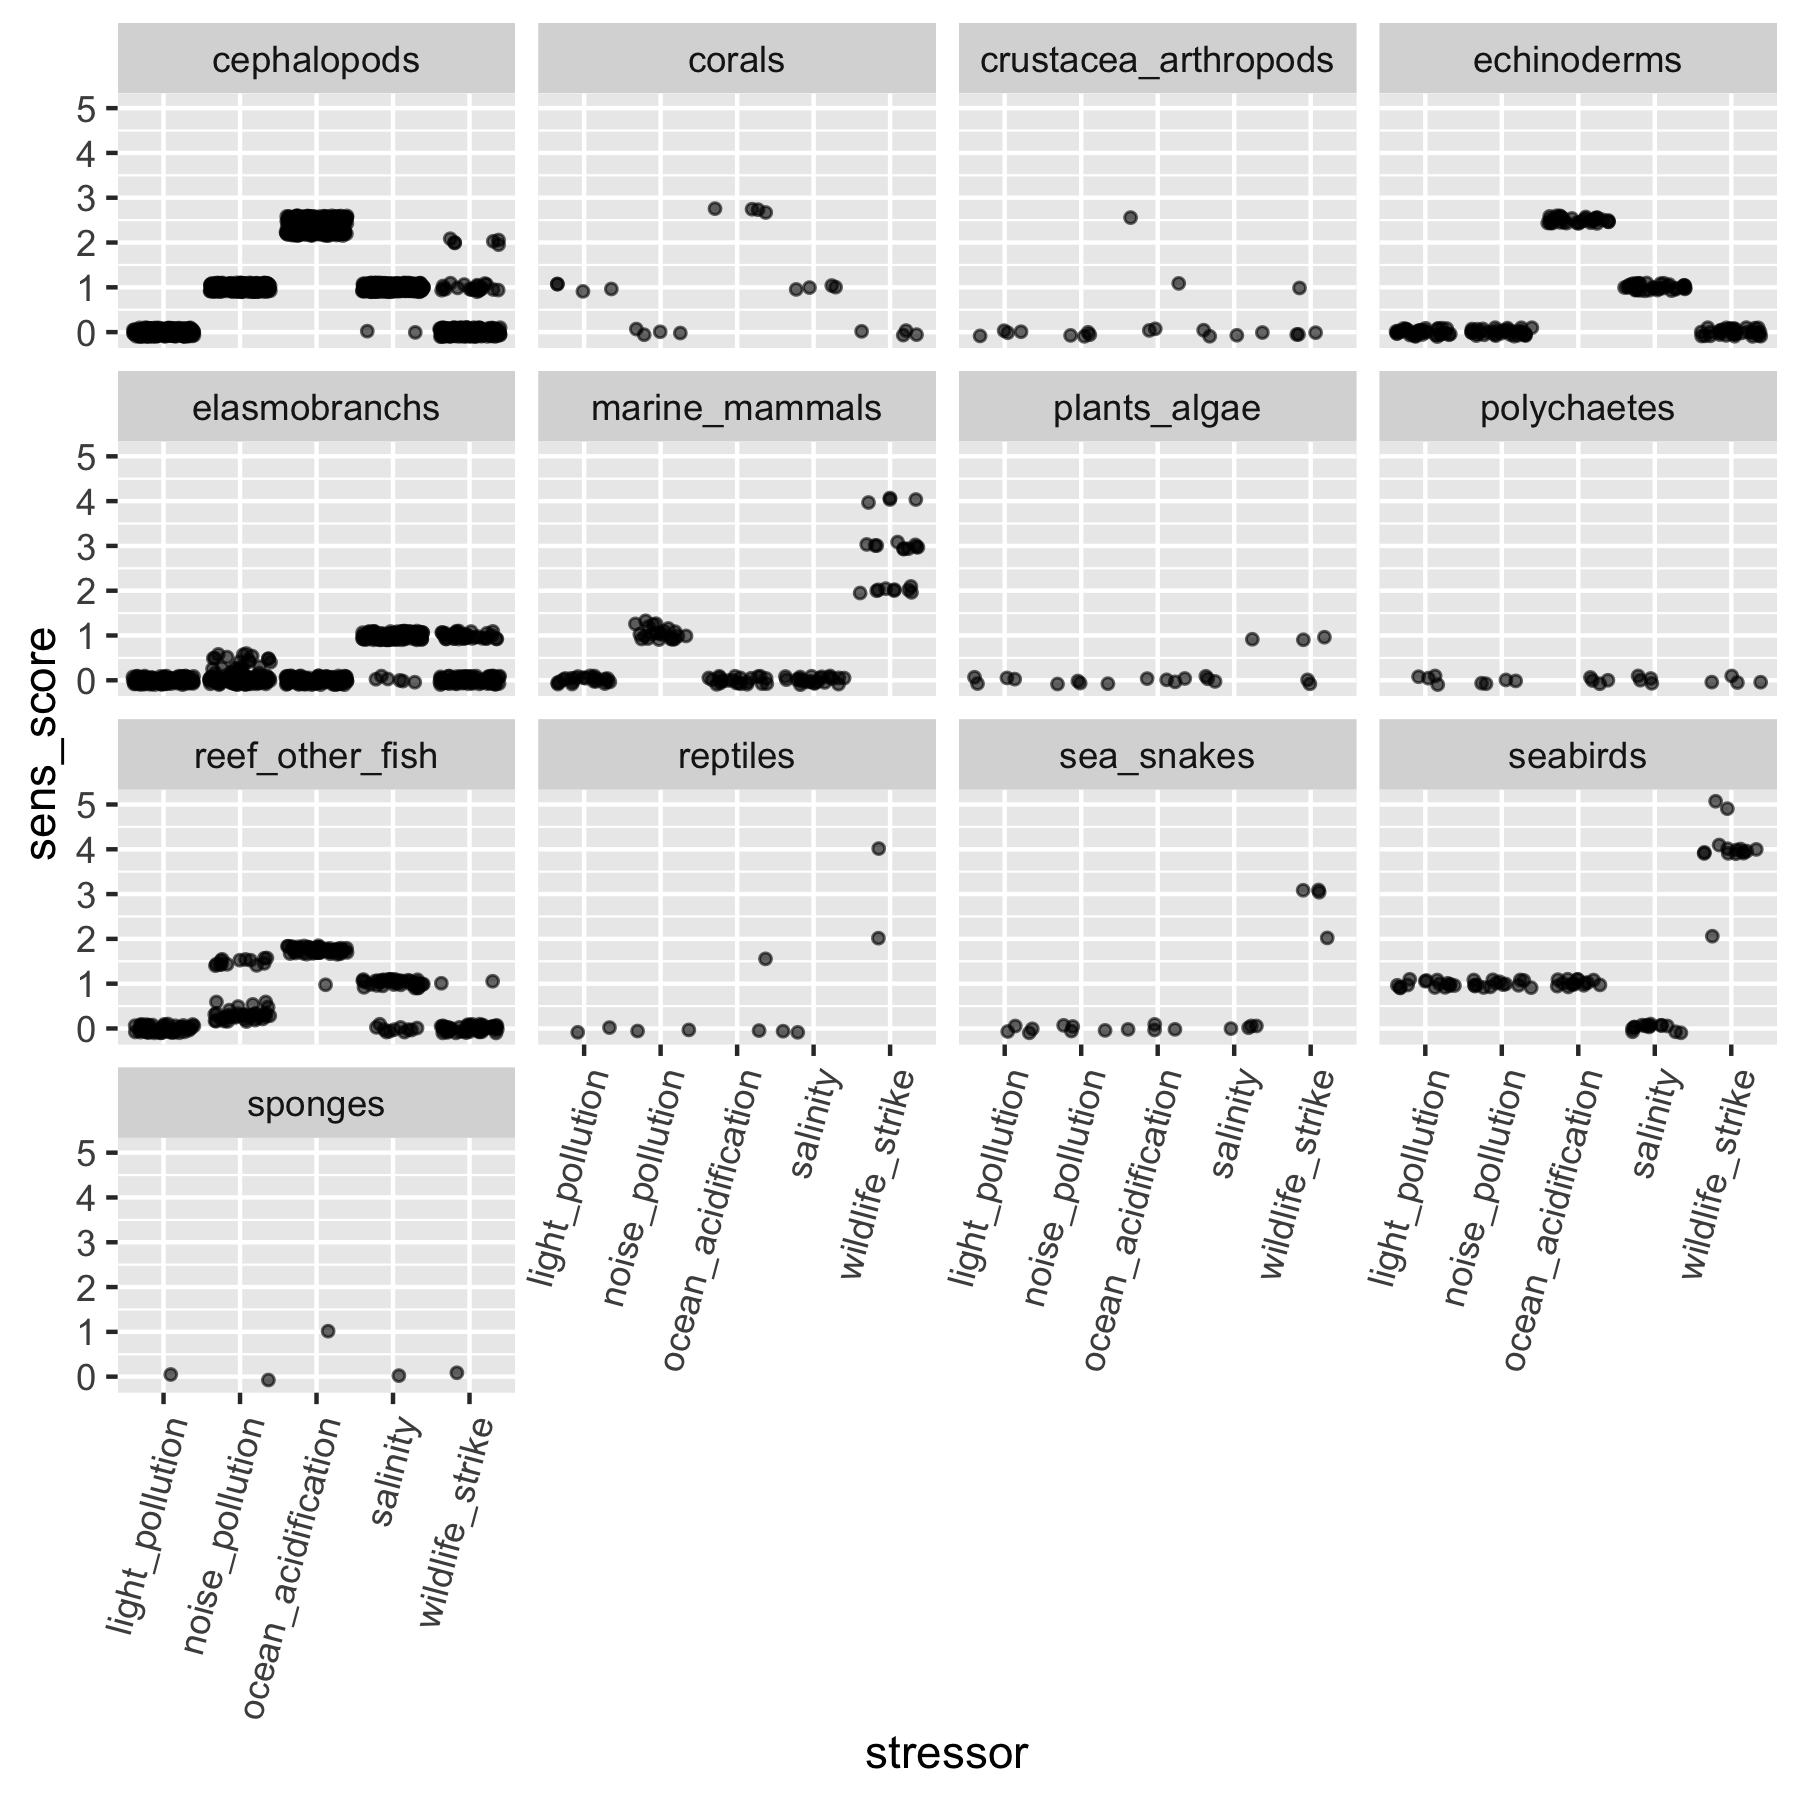 cephalopods
corals
crustacea_arthropods
echinoderms
5
4
3
2
1
0
elasmobranchs
marine_mammals
plants_algae
polychaetes
5
4
3
2
1
0
reef_other_fish
reptiles
sea_snakes
seabirds
5
4
3
2
1
0
light_pollution
noise_pollution
ocean_acidification
salinity
wildlife_strike
light_pollution
noise_pollution
ocean_acidification
salinity
wildlife_strike
light_pollution
noise_pollution
ocean_acidification
salinity
wildlife_strike
sponges
5
4
3
2
1
0
light_pollution
noise_pollution
ocean_acidification
salinity
wildlife_strike
sens_score
stressor